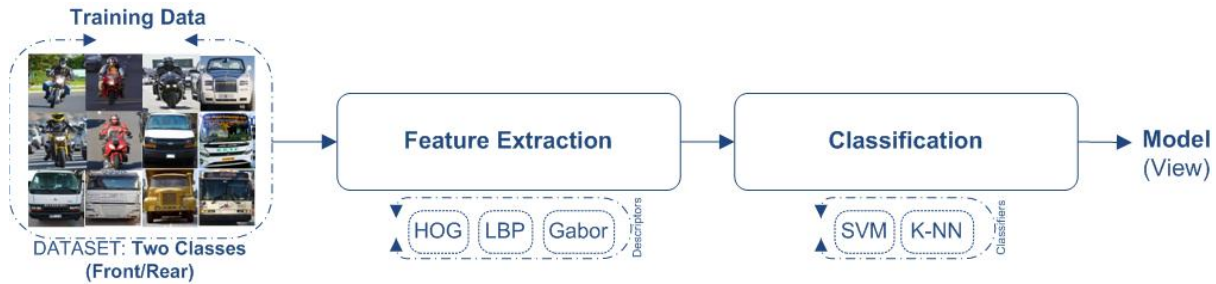 Training Data
DATASET: Two Classes
(Front/Rear)
Feature Extraction
HOG
LBP
Gabor
Descriptors
Classification
SVM
K-NN
Classifiers
Model
(View)